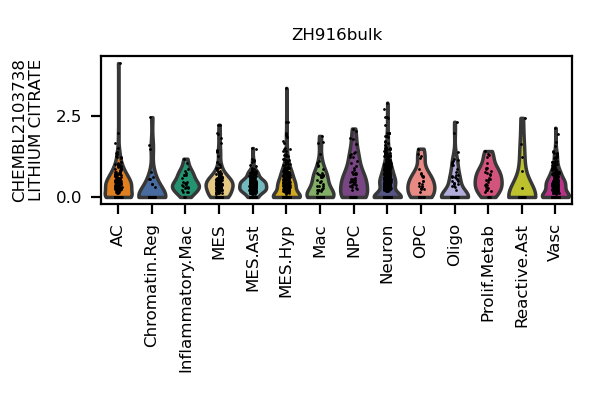 ZH916bulk
CHEMBL2103738
LITHIUM CITRATE
2.5
0.0
AC
Chromatin.Reg
Inflammatory.Mac
MES
MES.Ast
MES.Hyp
Mac
NPC
Neuron
OPC
Oligo
Prolif.Metab
Reactive.Ast
Vasc